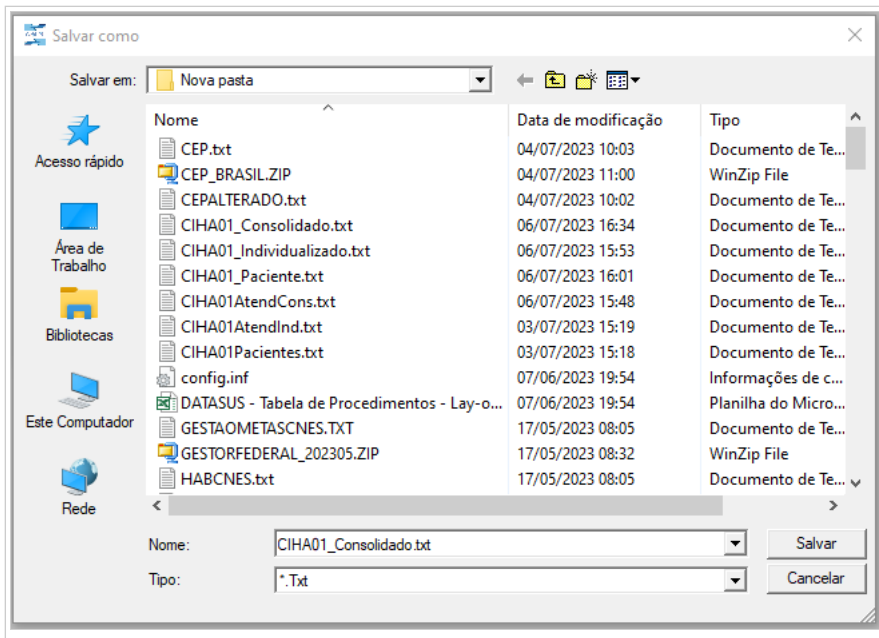 Salvar como
Salvar em: Nova pasta
Nome Data de modificação Tipo
CEP.txt 04/07/2023 10:03 Documento de Te...
CEP_BRASIL.ZIP 04/07/2023 11:00 WinZip File
CEPALTERADO.txt 04/07/2023 10:02 Documento de Te...
CIHA01_Consolidado.txt 06/07/2023 16:34 Documento de Te...
CIHA01_Individualizado.txt 06/07/2023 15:53 Documento de Te...
CIHA01_Paciente.txt 06/07/2023 16:01 Documento de Te...
CIHA01AtendCons.txt 06/07/2023 15:48 Documento de Te...
CIHA01AtendInd.txt 03/07/2023 15:19 Documento de Te...
CIHA01Pacientes.txt 03/07/2023 15:18 Documento de Te...
config.inf 07/06/2023 19:54 Informações de c...
DATASUS - Tabela de Procedimentos - Lay-o... 07/06/2023 19:54 Planilha do Micro...
GESTAOMETASCNES.TXT 17/05/2023 08:05 Documento de Te...
GESTORFEDERAL_202305.ZIP 17/05/2023 08:32 WinZip File
HABCNES.txt 17/05/2023 08:05 Documento de Te...
Acesso rápido
Área de
Trabalho
Bibliotecas
Este Computador
Rede
Nome: CIHA01_Consolidado.txt Salvar
Tipo: *.Txt Cancelar